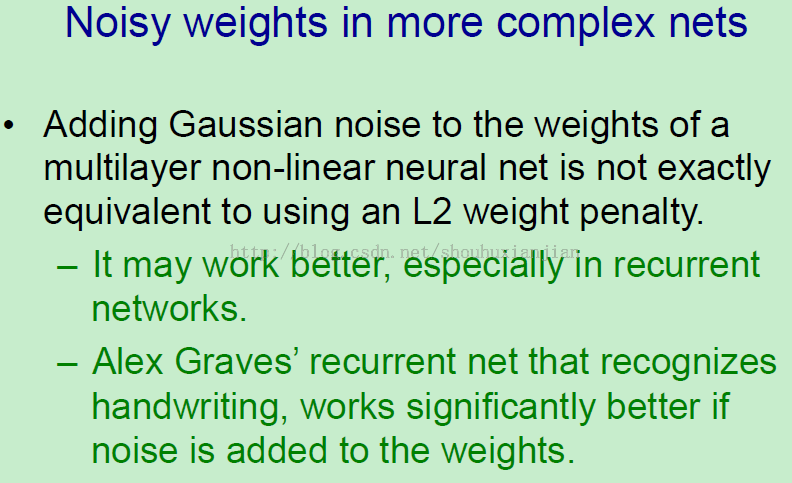 Noisy weights in more complex nets
• Adding Gaussian noise to the weights of a
multilayer non-linear neural net is not exactly
equivalent to using an L2 weight penalty.
http://blog.csdn.net/shouhuxianjian
– It may work better, especially in recurrent
networks.
– Alex Graves’ recurrent net that recognizes
handwriting, works significantly better if
noise is added to the weights.